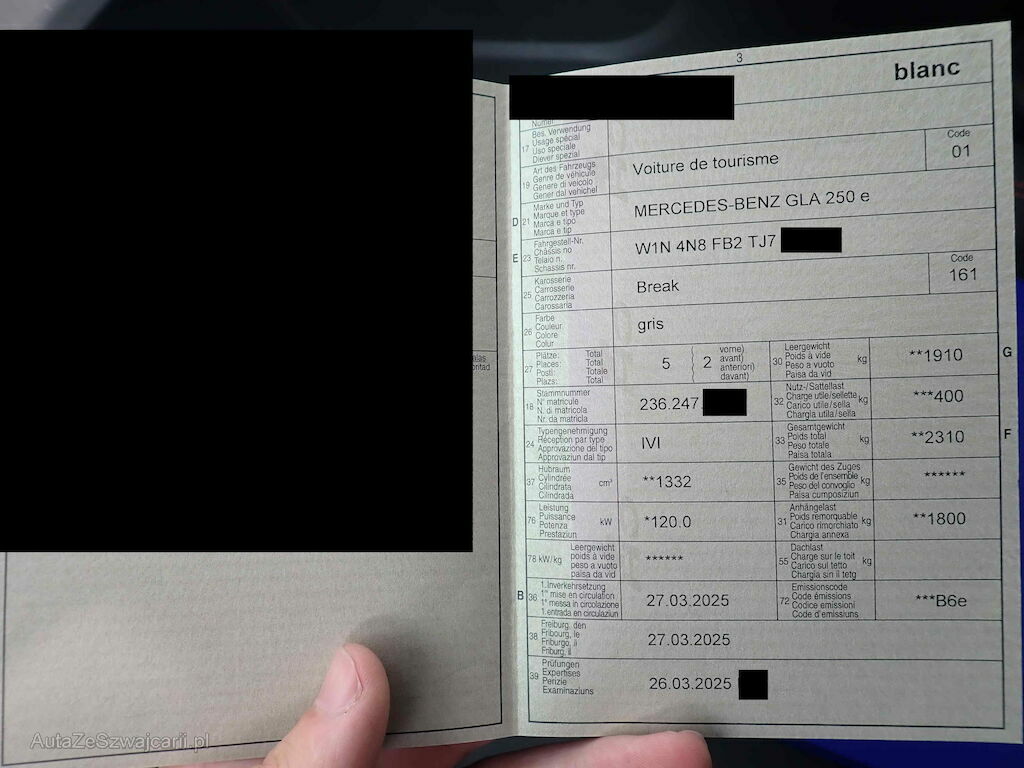 3
blanc
Numer
17 Bes. Verwendung
Usage spécial
Uso speciale
Diever spezial
19 Art des Fahrzeugs
Genre de véhicule
Genere di veicolo
Gener dal vehichel
Voiture de tourisme
Code
01
D 21 Marke und Typ
Marque et type
Marca e tipo
Marca e tip
MERCEDES-BENZ GLA 250 e
E 23 Fahrgestell-Nr.
Châssis no
Telaio n.
Schassis nr.
W1N 4N8 FB2 TJ7
25 Karosserie
Carrosserie
Carrozzeria
Carossaria
Break
Code
161
26 Farbe
Couleur
Colore
Colur
gris
27 Plätze: Total
Places: Total
Posti: Totale
Plazs: Total
5 2 vorne)
avant)
anteriori)
davant)
30 Leergewicht
Poids à vide
Peso a vuoto
Paisa da vid
kg
**1910 G
18 Stammnummer
N° matricule
N. di matricola
Nr. da matricla
236.247
32 Nutz-/Sattellast
Charge utile/sellette
Carico utile/sella
Chargia utila/sella
kg
***400
24 Typengenehmigung
Réception par type
Approvazione del tipo
Approvaziun dal tip
IVI
33 Gesamtgewicht
Poids total
Peso totale
Paisa totala
kg
**2310 F
37 Hubraum
Cylindrée
Cilindrata
Cilindrada
cm³
**1332
35 Gewicht des Zuges
Poids de l'ensemble
Peso del convoglio
Paisa cumposiziun
kg
******
76 Leistung
Puissance
Potenza
Prestaziun
kW
*120.0
31 Anhängelast
Poids remorquable
Carico rimorchiato
Chargia annexa
kg
**1800
78 kW/kg Leergewicht
poids à vide
peso a vuoto
paisa da vid
******
55 Dachlast
Charge sur le toit
Carico sul tetto
Chargia sin il tetg
kg
B 36 1. Inverkehrsetzung
1re mise en circulation
1a messa in circolazione
1. entrada en circulaziun
27.03.2025
72 Emissionscode
Code émissions
Codice emissioni
Code d'emissiuns
***B6e
38 Freiburg, den
Fribourg, le
Friburgo, il
Friburg, il
27.03.2025
39 Prüfungen
Expertises
Perizie
Examinaziuns
26.03.2025
AutaZeSzwajcarii.pl